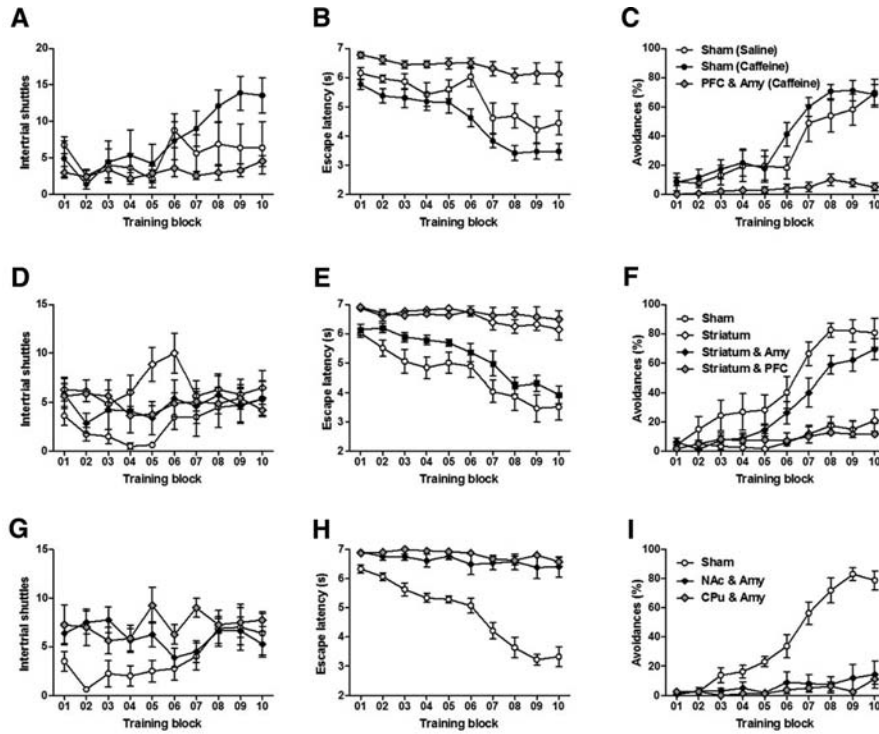 A
Intertrial shuttles
20
15
10
5
0
01 02 03 04 05 06 07 08 09 10
Training block
B
Escape latency (s)
7
6
5
4
3
2
01 02 03 04 05 06 07 08 09 10
Training block
C
Avoidances (%)
100
80
60
40
20
0
Sham (Saline)
Sham (Caffeine)
PFC & Amy (Caffeine)
01 02 03 04 05 06 07 08 09 10
Training block
D
Intertrial shuttles
15
10
5
0
01 02 03 04 05 06 07 08 09 10
Training block
E
Escape latency (s)
7
6
5
4
3
2
01 02 03 04 05 06 07 08 09 10
Training block
F
Avoidances (%)
100
80
60
40
20
0
Sham
Striatum
Striatum & Amy
Striatum & PFC
01 02 03 04 05 06 07 08 09 10
Training block
G
Intertrial shuttles
15
10
5
0
01 02 03 04 05 06 07 08 09 10
Training block
H
Escape latency (s)
7
6
5
4
3
2
01 02 03 04 05 06 07 08 09 10
Training block
I
Avoidances (%)
100
80
60
40
20
0
Sham
NAc & Amy
CPu & Amy
01 02 03 04 05 06 07 08 09 10
Training block